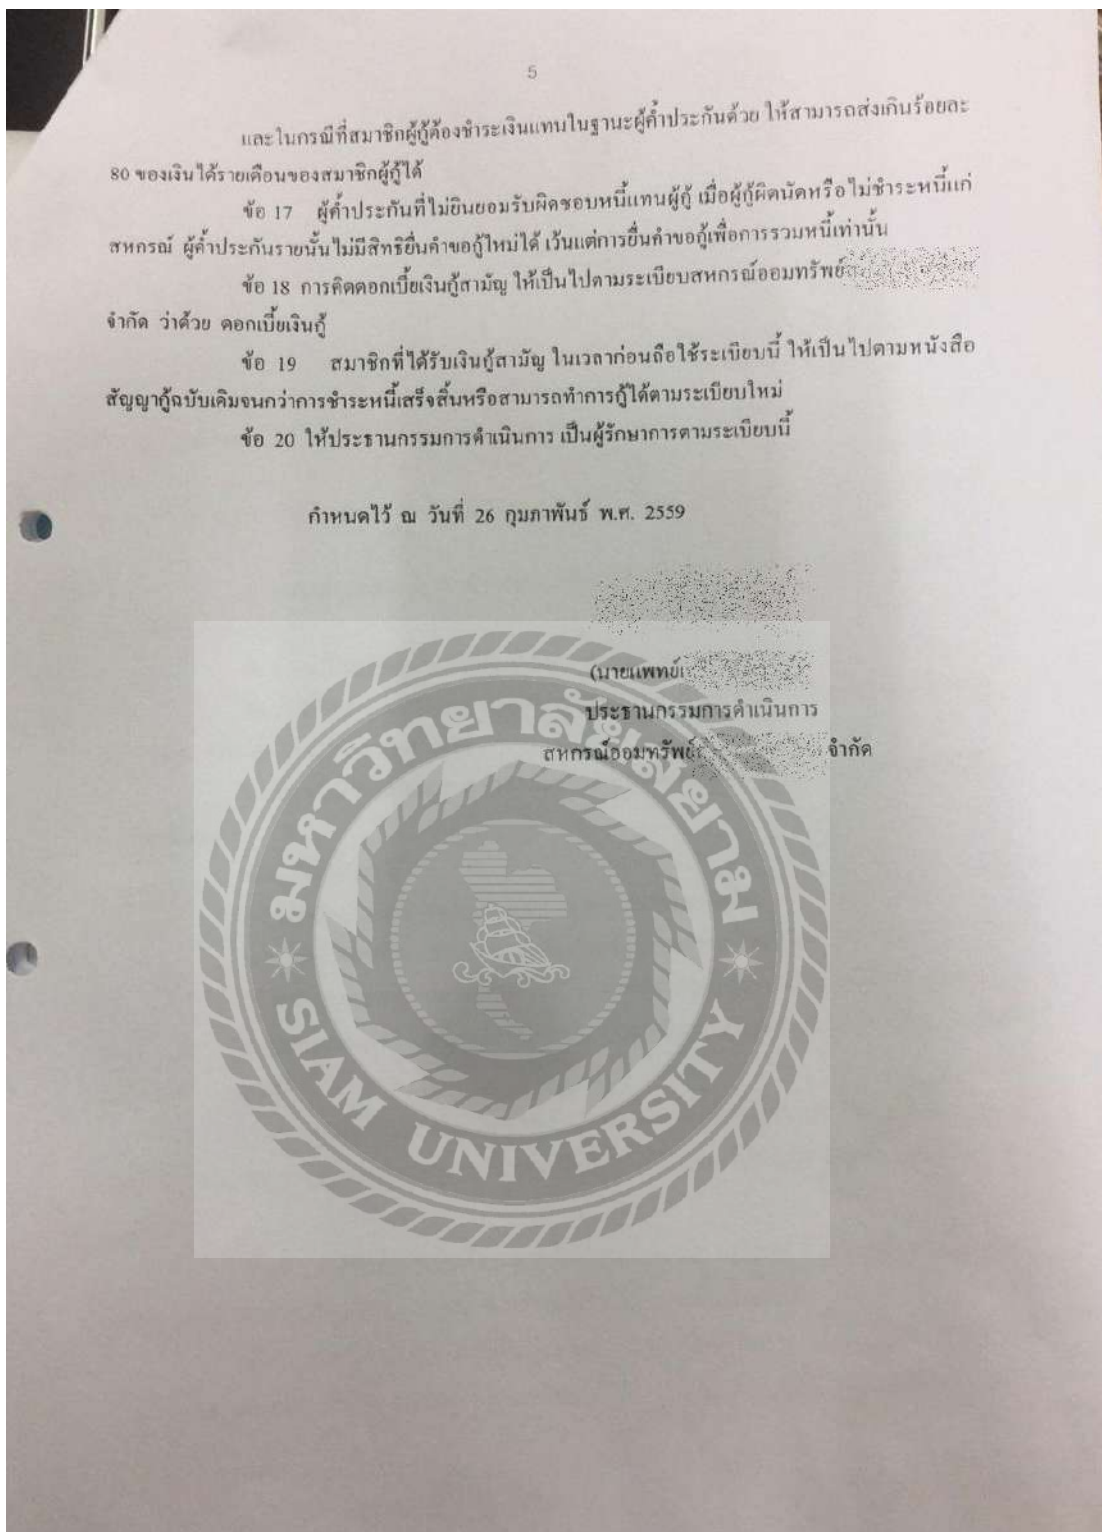 5
และในกรณีที่สมาชิกผู้กู้ต้องชำระเงินแทนในฐานะผู้ค้ำประกันด้วย ให้สามารถส่งเกินร้อยละ
80 ของเงินได้รายเดือนของสมาชิกผู้กู้ได้
ข้อ 17 ผู้ค้ำประกันที่ไม่ยินยอมรับผิดชอบหนี้แทนผู้กู้ เมื่อผู้กู้ผิดนัดหรือไม่ชำระหนี้แก่
สหกรณ์ ผู้ค้ำประกันรายนั้นไม่มีสิทธิยื่นคำขอกู้ใหม่ได้ เว้นแต่การยื่นคำขอกู้เพื่อการรวมหนี้เท่านั้น
ข้อ 18 การคิดดอกเบี้ยเงินกู้สามัญ ให้เป็นไปตามระเบียบสหกรณ์ออมทรัพย์
จำกัด ว่าด้วย ดอกเบี้ยเงินกู้
ข้อ 19 สมาชิกที่ได้รับเงินกู้สามัญ ในเวลาก่อนถือใช้ระเบียบนี้ ให้เป็นไปตามหนังสือ
สัญญากู้ฉบับเดิมจนกว่าการชำระหนี้เสร็จสิ้นหรือสามารถทำการกู้ได้ตามระเบียบใหม่
ข้อ 20 ให้ประธานกรรมการดำเนินการ เป็นผู้รักษาการตามระเบียบนี้
กำหนดไว้ ณ วันที่ 26 กุมภาพันธ์ พ.ศ. 2559
(นายแพทย์
ประธานกรรมการดำเนินการ
สหกรณ์ออมทรัพย์ จำกัด
มหาวิทยาลัยสยาม
SIAM UNIVERSITY